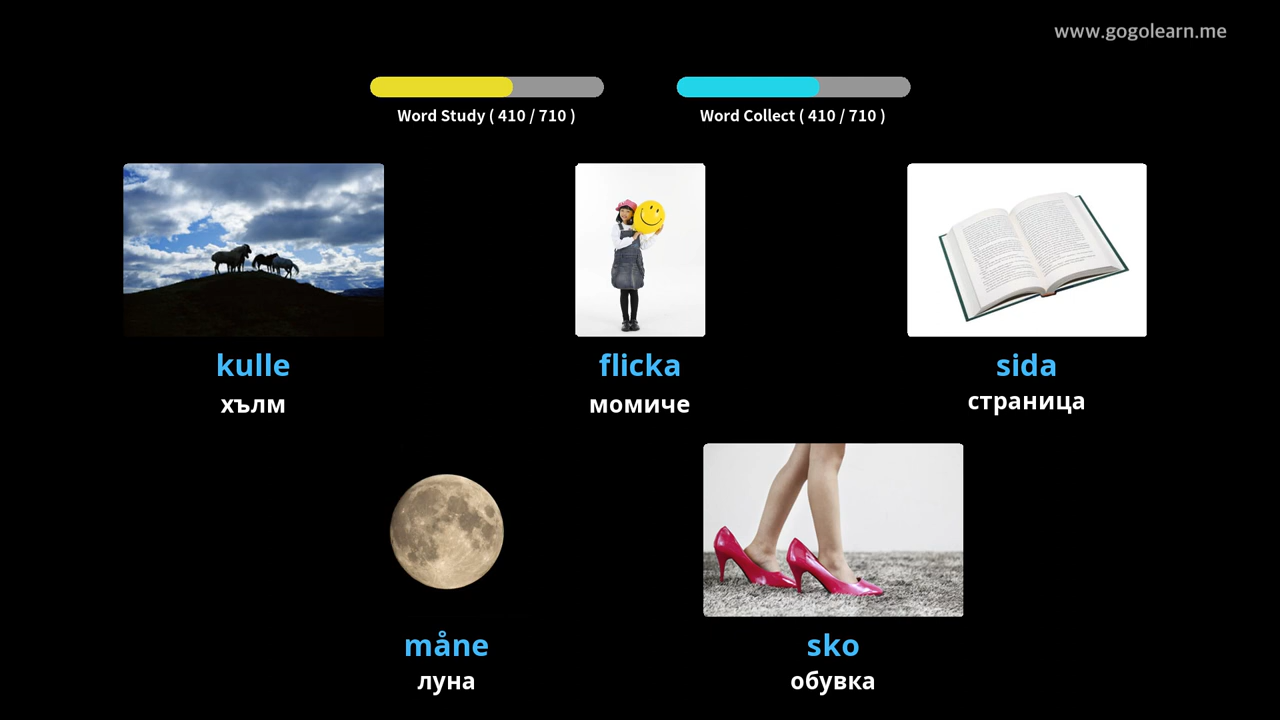 www.gogolearn.me
Word Study ( 410 / 710 )
Word Collect ( 410 / 710 )
kulle
хълм
flicka
момиче
sida
страница
måne
луна
sko
обувка